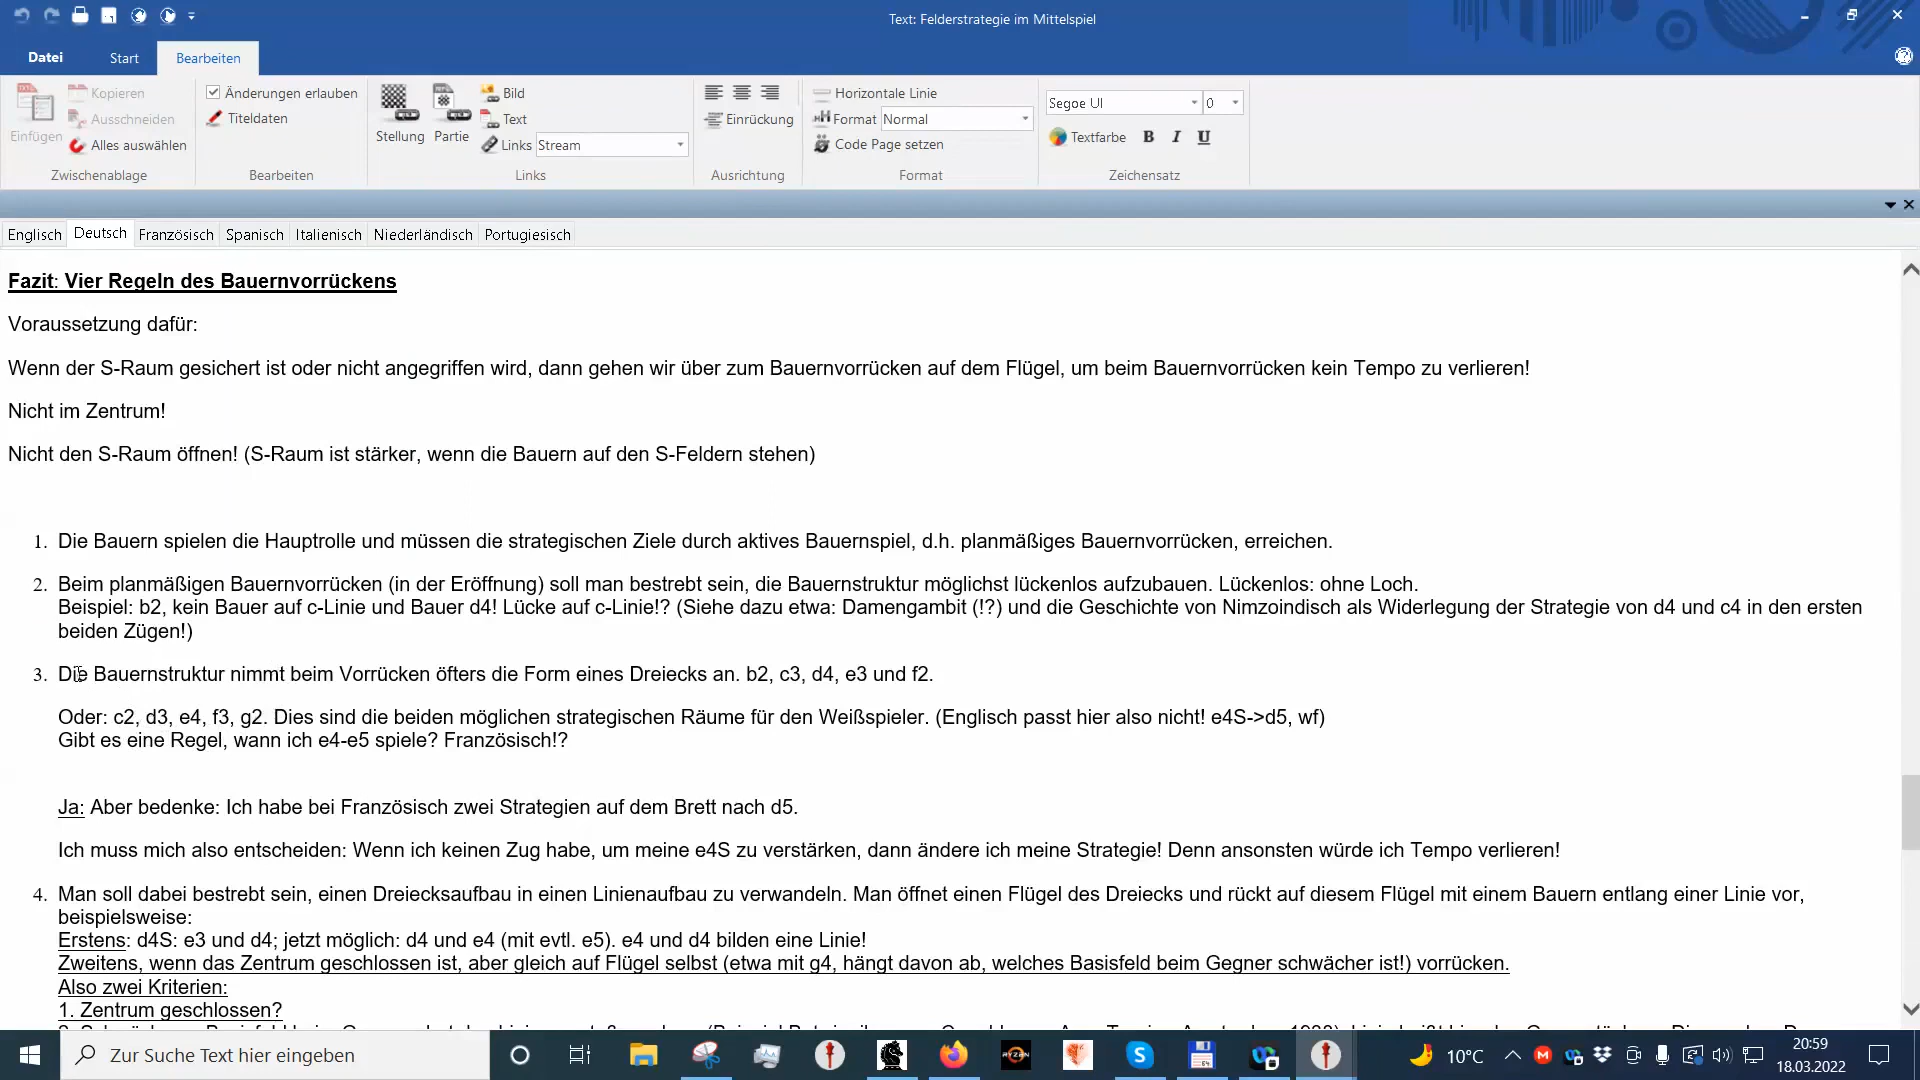 Text: Felderstrategie im Mittelspiel
Datei Start Bearbeiten
Einfügen
Kopieren
Ausschneiden
Alles auswählen
Zwischenablage
Änderungen erlauben
Titeldaten
Bearbeiten
Stellung
Partie
Bild
Text
Links Stream
Links
Einrückung
Ausrichtung
Horizontale Linie
Format Normal
Code Page setzen
Format
Segoe UI 0
Textfarbe B I U
Zeichensatz
Englisch Deutsch Französisch Spanisch Italienisch Niederländisch Portugiesisch
Fazit: Vier Regeln des Bauernvorrückens
Voraussetzung dafür:
Wenn der S-Raum gesichert ist oder nicht angegriffen wird, dann gehen wir über zum Bauernvorrücken auf dem Flügel, um beim Bauernvorrücken kein Tempo zu verlieren!
Nicht im Zentrum!
Nicht den S-Raum öffnen! (S-Raum ist stärker, wenn die Bauern auf den S-Feldern stehen)
1. Die Bauern spielen die Hauptrolle und müssen die strategischen Ziele durch aktives Bauernspiel, d.h. planmäßiges Bauernvorrücken, erreichen.
2. Beim planmäßigen Bauernvorrücken (in der Eröffnung) soll man bestrebt sein, die Bauernstruktur möglichst lückenlos aufzubauen. Lückenlos: ohne Loch.
Beispiel: b2, kein Bauer auf c-Linie und Bauer d4! Lücke auf c-Linie!? (Siehe dazu etwa: Damengambit (!?) und die Geschichte von Nimzoindisch als Widerlegung der Strategie von d4 und c4 in den ersten
beiden Zügen!)
3. Die Bauernstruktur nimmt beim Vorrücken öfters die Form eines Dreiecks an. b2, c3, d4, e3 und f2.
Oder: c2, d3, e4, f3, g2. Dies sind die beiden möglichen strategischen Räume für den Weißspieler. (Englisch passt hier also nicht! e4S->d5, wf)
Gibt es eine Regel, wann ich e4-e5 spiele? Französisch!?
Ja: Aber bedenke: Ich habe bei Französisch zwei Strategien auf dem Brett nach d5.
Ich muss mich also entscheiden: Wenn ich keinen Zug habe, um meine e4S zu verstärken, dann ändere ich meine Strategie! Denn ansonsten würde ich Tempo verlieren!
4. Man soll dabei bestrebt sein, einen Dreiecksaufbau in einen Linienaufbau zu verwandeln. Man öffnet einen Flügel des Dreiecks und rückt auf diesem Flügel mit einem Bauern entlang einer Linie vor,
beispielsweise:
Erstens: d4S: e3 und d4; jetzt möglich: d4 und e4 (mit evtl. e5). e4 und d4 bilden eine Linie!
Zweitens, wenn das Zentrum geschlossen ist, aber gleich auf Flügel selbst (etwa mit g4, hängt davon ab, welches Basisfeld beim Gegner schwächer ist!) vorrücken.
Also zwei Kriterien:
1. Zentrum geschlossen?
Zur Suche Text hier eingeben
RYZEN
10°C
20:59
18.03.2022